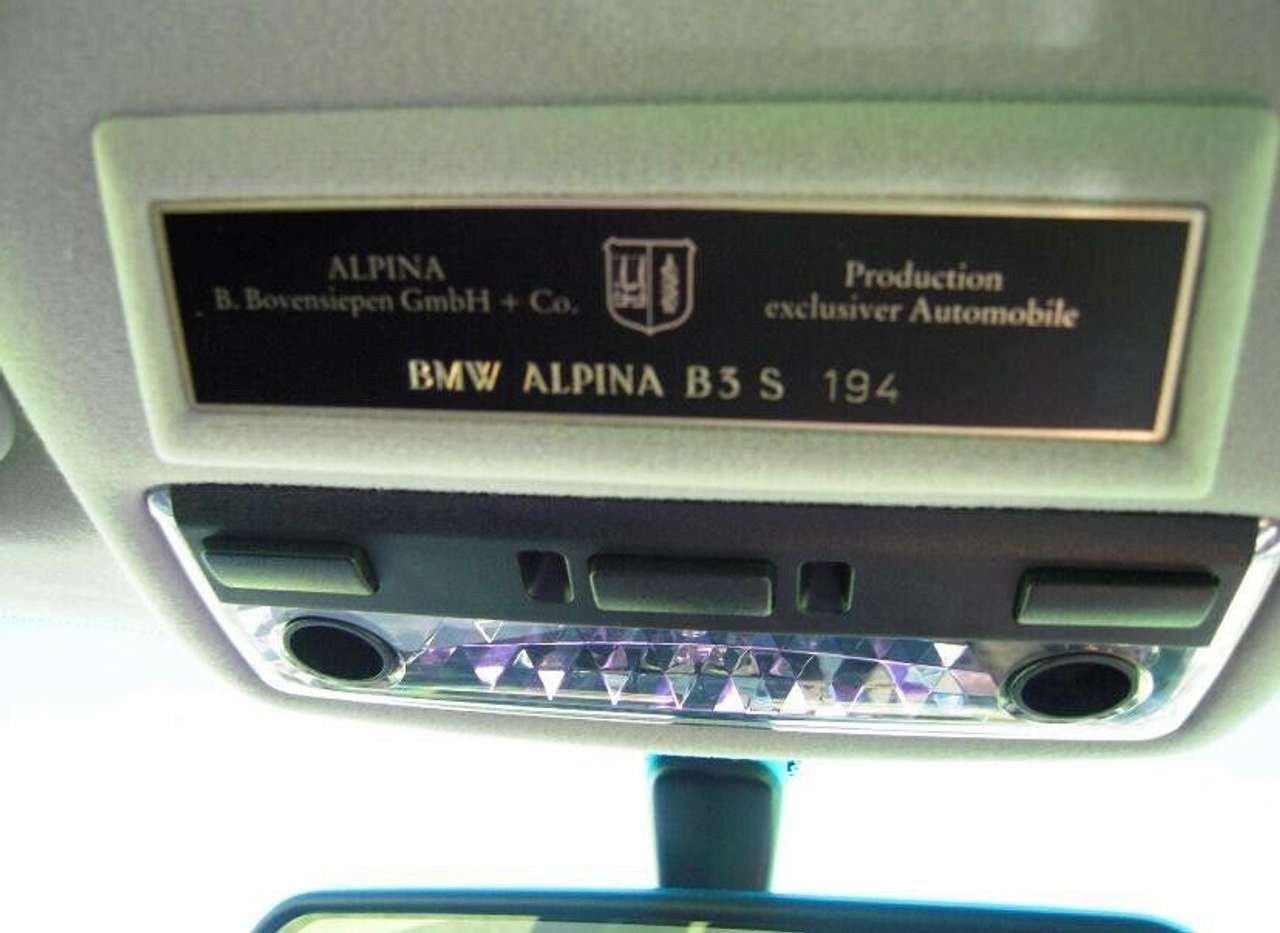 ALPINA
B. Bovensiepen GmbH + Co.
Production
exclusiver Automobile
BMW ALPINA B3 S 194